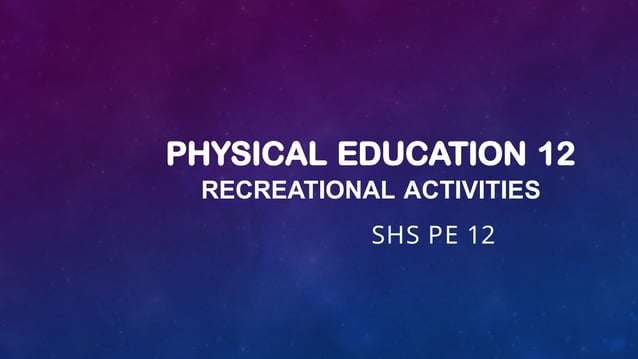 PHYSICAL EDUCATION 12
RECREATIONAL ACTIVITIES
SHS PE 12